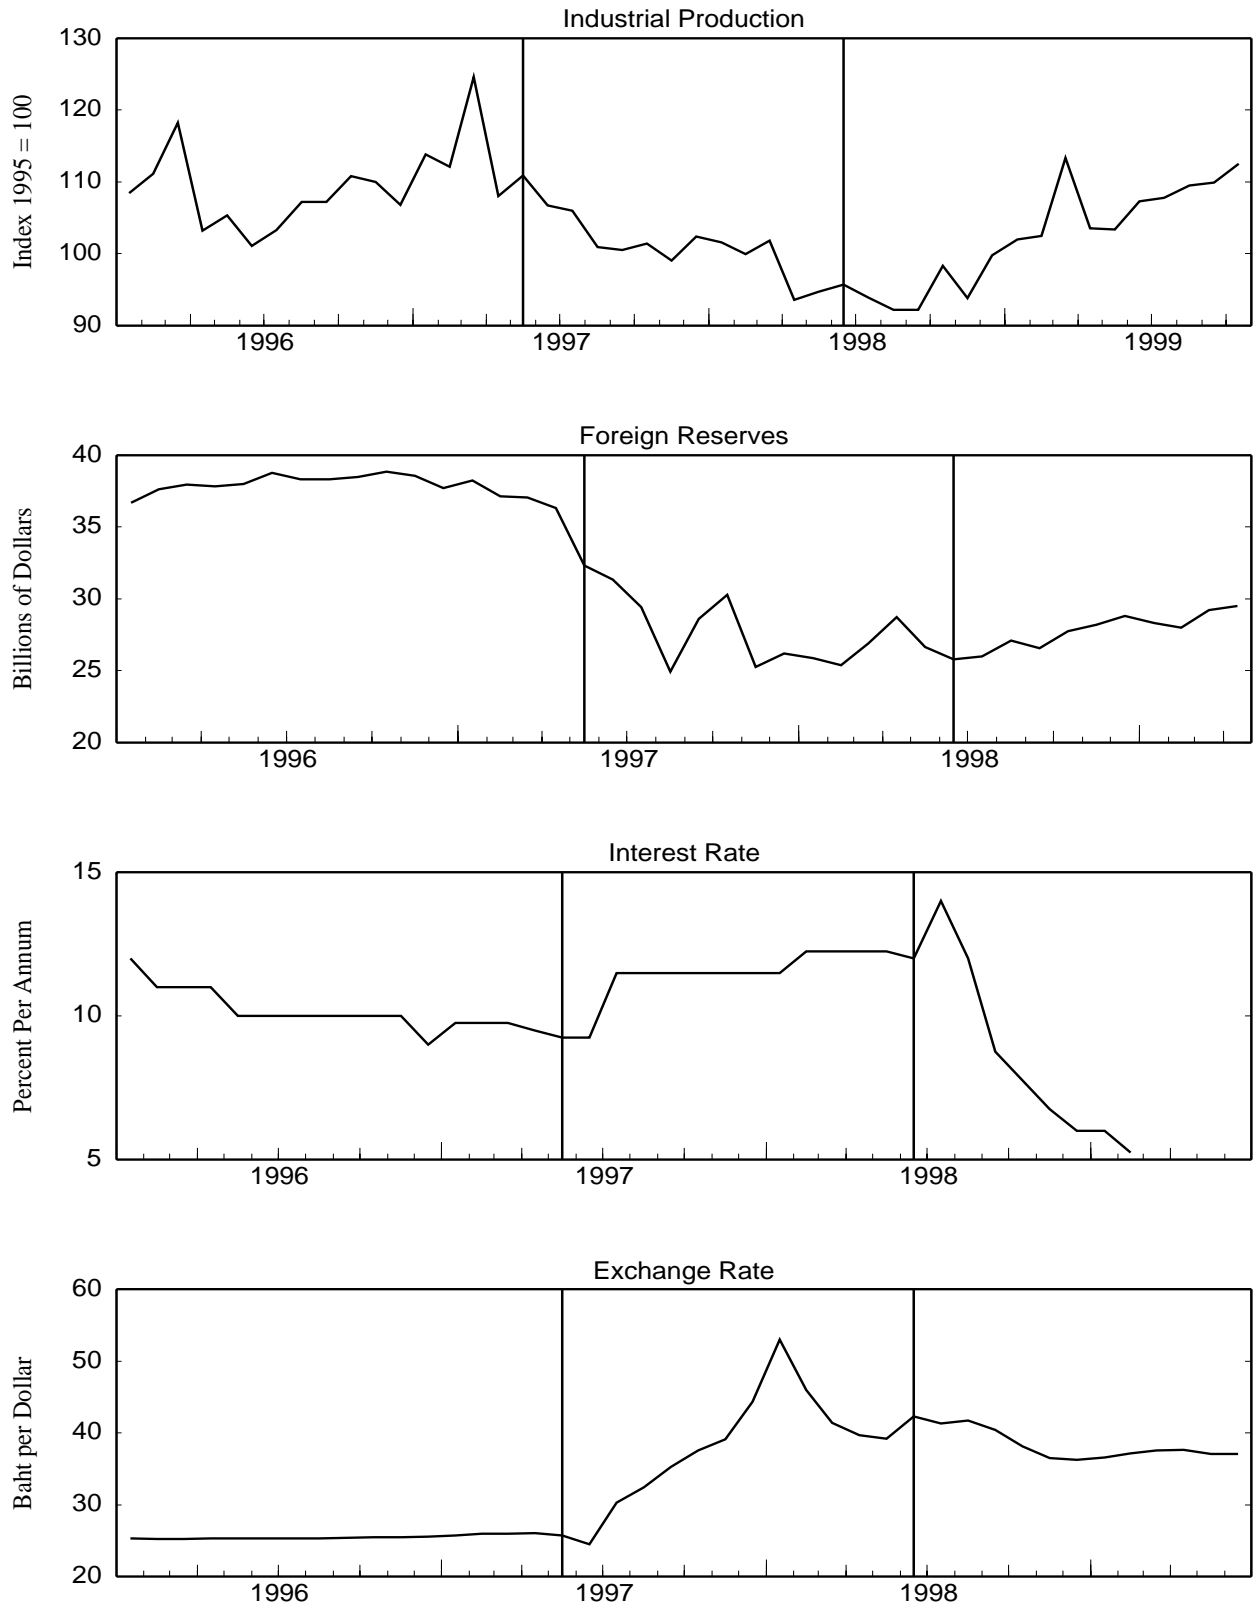 Industrial Production
130
120
110
100
90
Index 1995 = 100
1996 1997 1998 1999
Foreign Reserves
40
35
30
25
20
Billions of Dollars
1996 1997 1998
Interest Rate
15
10
5
Percent Per Annum
1996 1997 1998
Exchange Rate
60
50
40
30
20
Baht per Dollar
1996 1997 1998